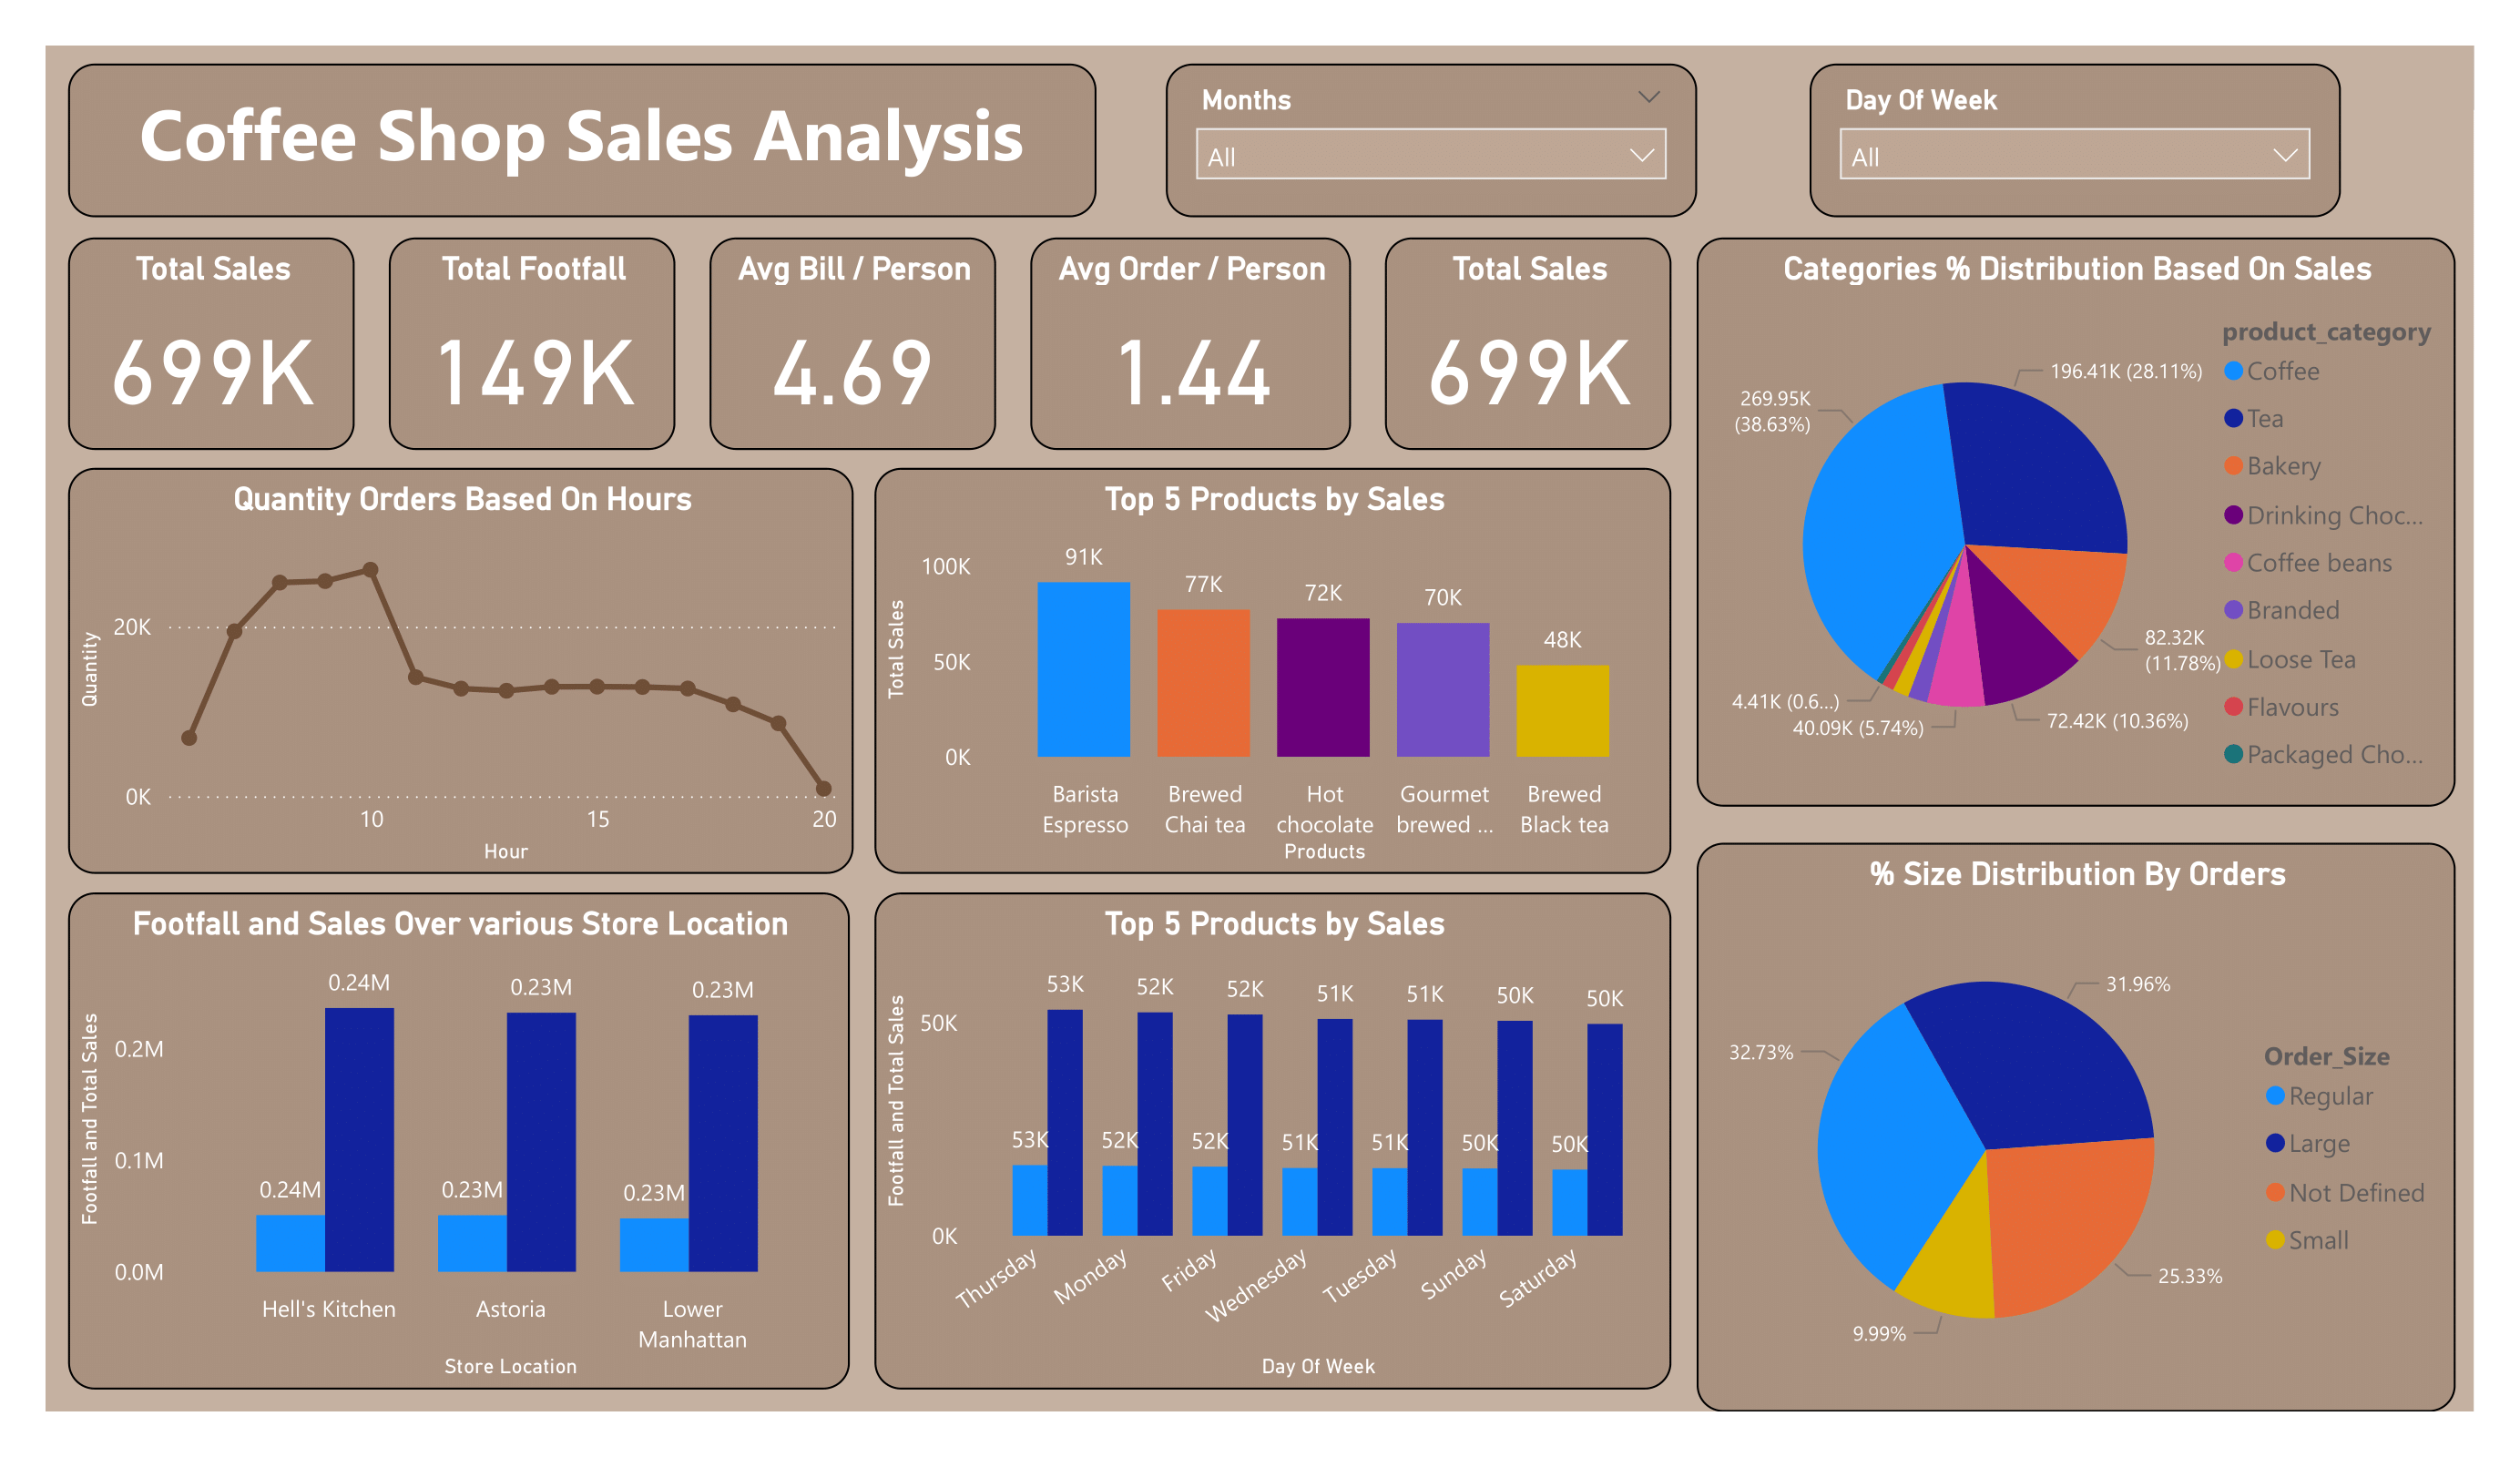 Coffee Shop Sales Analysis
Months
All
Day Of Week
All
Total Sales
699K
Total Footfall
149K
Avg Bill / Person
4.69
Avg Order / Person
1.44
Total Sales
699K
Categories % Distribution Based On Sales
product_category
Coffee
Tea
Bakery
Drinking Choc...
Coffee beans
Branded
Loose Tea
Flavours
Packaged Cho...
196.41K (28.11%)
269.95K
(38.63%)
82.32K
(11.78%)
72.42K (10.36%)
40.09K (5.74%)
4.41K (0.6...)
Quantity Orders Based On Hours
Quantity
20K
0K
10
15
20
Hour
Top 5 Products by Sales
Total Sales
100K
50K
0K
91K
77K
72K
70K
48K
Barista
Espresso
Brewed
Chai tea
Hot
chocolate
Gourmet
brewed ...
Brewed
Black tea
Products
Footfall and Sales Over various Store Location
Footfall and Total Sales
0.2M
0.1M
0.0M
0.24M
0.23M
0.23M
0.24M
0.23M
0.23M
Hell's Kitchen
Astoria
Lower
Manhattan
Store Location
Top 5 Products by Sales
Footfall and Total Sales
50K
0K
53K
52K
52K
51K
51K
50K
50K
53K
52K
52K
51K
51K
50K
50K
Thursday
Monday
Friday
Wednesday
Tuesday
Sunday
Saturday
Day Of Week
% Size Distribution By Orders
31.96%
32.73%
25.33%
9.99%
Order_Size
Regular
Large
Not Defined
Small